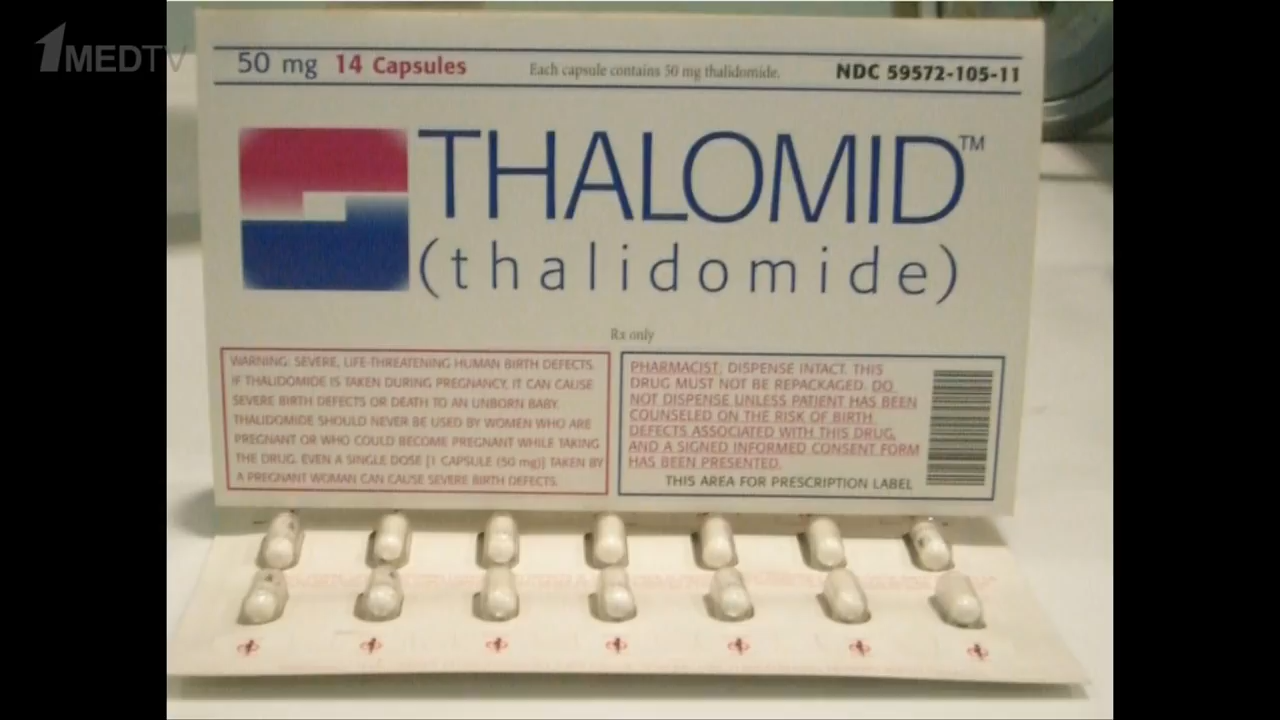 1MEDTV
50 mg 14 Capsules Each capsule contains 50 mg thalidomide. NDC 59572-105-11
THALOMID™
(thalidomide)
Rx only
WARNING: SEVERE, LIFE-THREATENING HUMAN BIRTH DEFECTS.
IF THALIDOMIDE IS TAKEN DURING PREGNANCY, IT CAN CAUSE
SEVERE BIRTH DEFECTS OR DEATH TO AN UNBORN BABY.
THALIDOMIDE SHOULD NEVER BE USED BY WOMEN WHO ARE
PREGNANT OR WHO COULD BECOME PREGNANT WHILE TAKING
THE DRUG. EVEN A SINGLE DOSE [1 CAPSULE (50 mg)] TAKEN BY
A PREGNANT WOMAN CAN CAUSE SEVERE BIRTH DEFECTS.
PHARMACIST: DISPENSE INTACT. THIS
DRUG MUST NOT BE REPACKAGED. DO
NOT DISPENSE UNLESS PATIENT HAS BEEN
COUNSELED ON THE RISK OF BIRTH
DEFECTS ASSOCIATED WITH THIS DRUG,
AND A SIGNED INFORMED CONSENT FORM
HAS BEEN PRESENTED.
THIS AREA FOR PRESCRIPTION LABEL